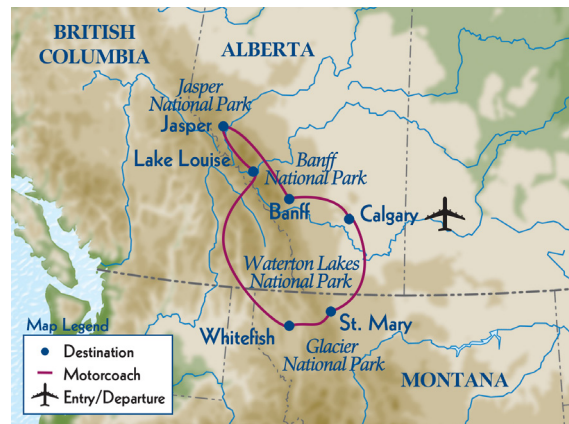 BRITISH
COLUMBIA
ALBERTA
Jasper
National Park
Jasper
Lake Louise
Banff
National Park
Banff
Calgary
Waterton Lakes
National Park
Whitefish
St. Mary
Glacier
National Park
MONTANA
Map Legend
Destination
Motorcoach
Entry/Departure